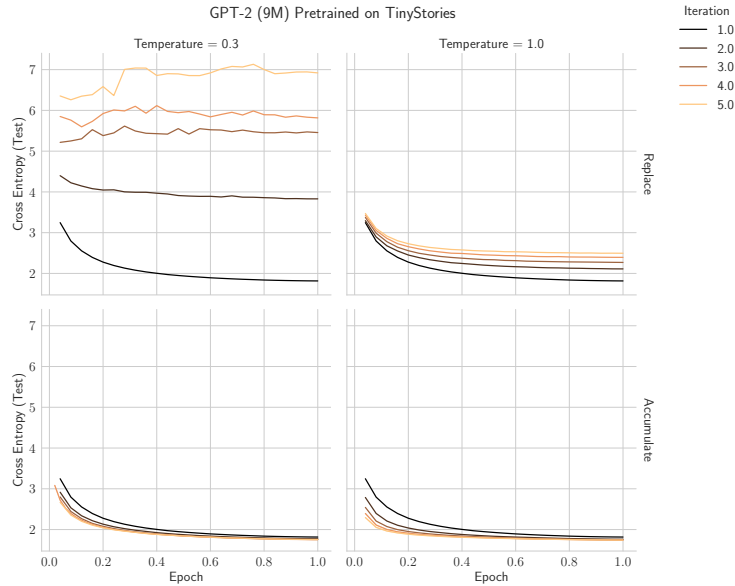 GPT-2 (9M) Pretrained on TinyStories
Iteration
1.0
2.0
3.0
4.0
5.0
Temperature = 0.3
Temperature = 1.0
Cross Entropy (Test)
7
6
5
4
3
2
Replace
Cross Entropy (Test)
7
6
5
4
3
2
Accumulate
0.0 0.2 0.4 0.6 0.8 1.0
0.0 0.2 0.4 0.6 0.8 1.0
Epoch
Epoch